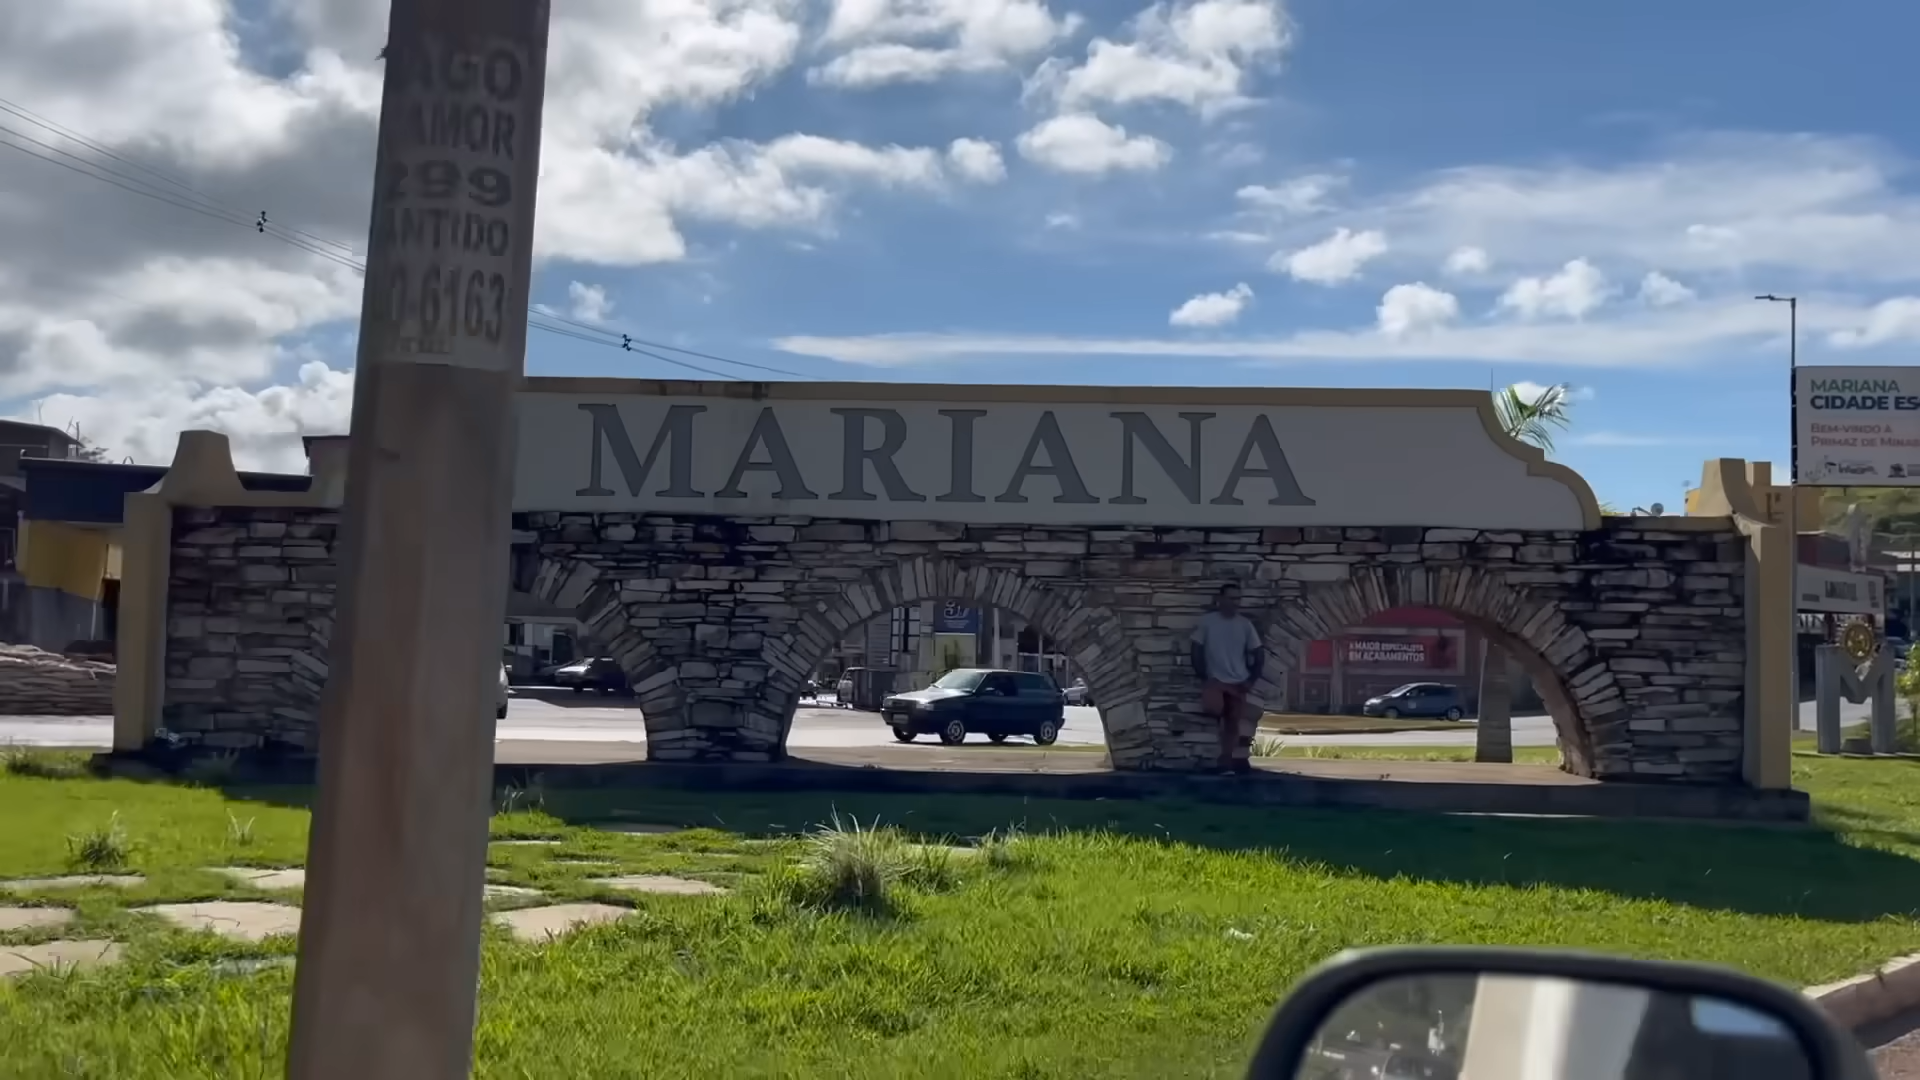 AGO
AMOR
299
ANTIDO
0-6163
MARIANA
MARIANA
CIDADE ES
BEM-VINDO A
PRIMAZ DE MINAS
A MAIOR ESPECIALISTA
EM ACABAMENTOS
M